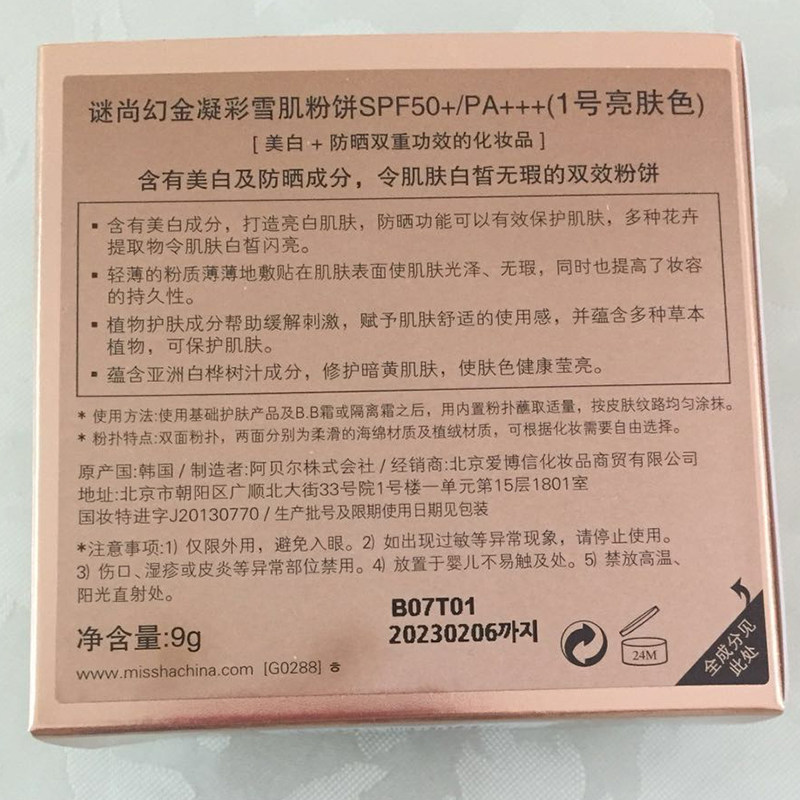 谜尚幻金凝彩雪肌粉饼SPF50+/PA+++(1号亮肤色)
[ 美白 + 防晒双重功效的化妆品 ]
含有美白及防晒成分，令肌肤白皙无瑕的双效粉饼
▪ 含有美白成分，打造亮白肌肤，防晒功能可以有效保护肌肤，多种花卉
提取物令肌肤白皙闪亮。
▪ 轻薄的粉质薄薄地敷贴在肌肤表面使肌肤光泽、无瑕，同时也提高了妆容
的持久性。
▪ 植物护肤成分帮助缓解刺激，赋予肌肤舒适的使用感，并蕴含多种草本
植物，可保护肌肤。
▪ 蕴含亚洲白桦树汁成分，修护暗黄肌肤，使肤色健康莹亮。
* 使用方法:使用基础护肤产品及B.B霜或隔离霜之后，用内置粉扑蘸取适量，按皮肤纹路均匀涂抹。
* 粉扑特点:双面粉扑，两面分别为柔滑的海绵材质及植绒材质，可根据化妆需要自由选择。
原产国:韩国 / 制造者:阿贝尔株式会社 / 经销商:北京爱博信化妆品商贸有限公司
地址:北京市朝阳区广顺北大街33号院1号楼一单元第15层1801室
国妆特进字J20130770 / 生产批号及限期使用日期见包装
*注意事项:1) 仅限外用，避免入眼。2) 如出现过敏等异常现象，请停止使用。
3) 伤口、湿疹或皮炎等异常部位禁用。4) 放置于婴儿不易触及处。5) 禁放高温、
阳光直射处。
B07T01
20230206까지
净含量:9g
www.misshachina.com [G0288] ㅎ
24M
全成分见
此处